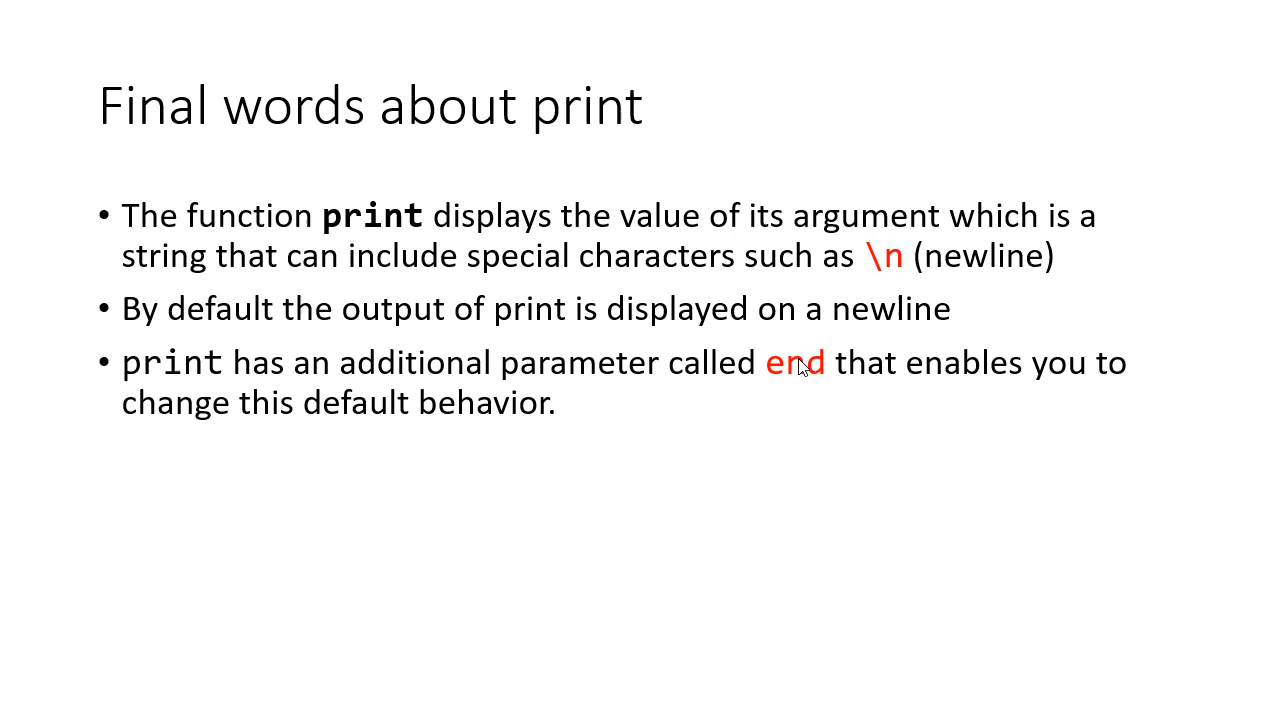 Final words about print
• The function print displays the value of its argument which is a
string that can include special characters such as \n (newline)
• By default the output of print is displayed on a newline
• print has an additional parameter called end that enables you to
change this default behavior.